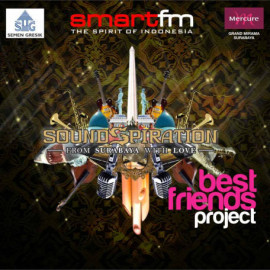 smartfm
THE SPIRIT OF INDONESIA
SEMEN GRESIK
Mercure
GRAND MIRAMA
SURABAYA
SOUNDSPIRATION
FROM SURABAYA WITH LOVE
best
friends
project